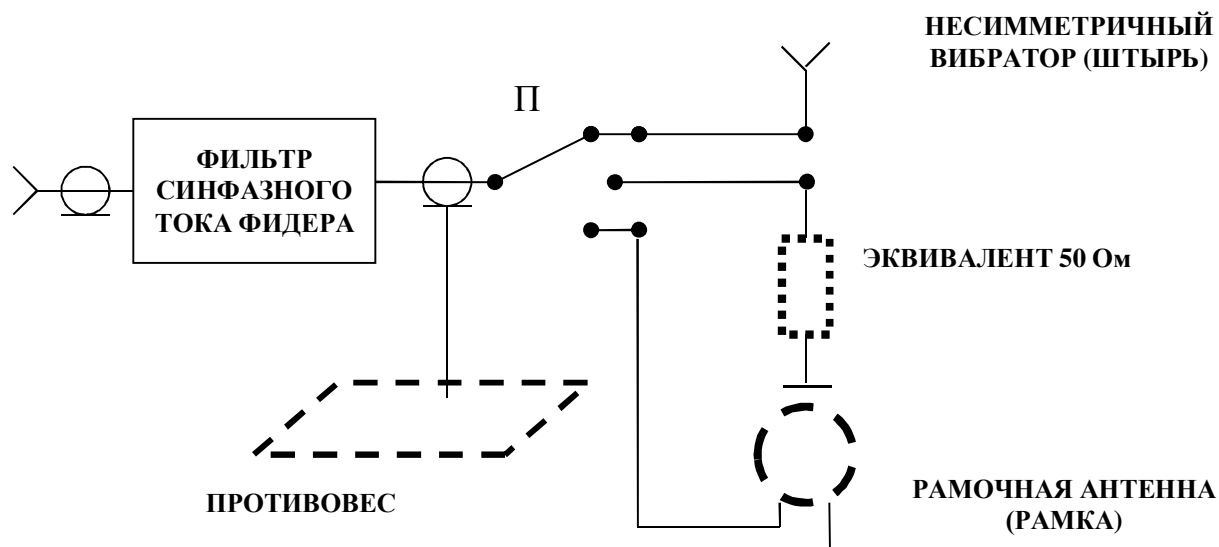 НЕСИММЕТРИЧНЫЙ
ВИБРАТОР (ШТЫРЬ)
П
ФИЛЬТР
СИНФАЗНОГО
ТОКА ФИДЕРА
ЭКВИВАЛЕНТ 50 Ом
ПРОТИВОВЕС
РАМОЧНАЯ АНТЕННА
(РАМКА)